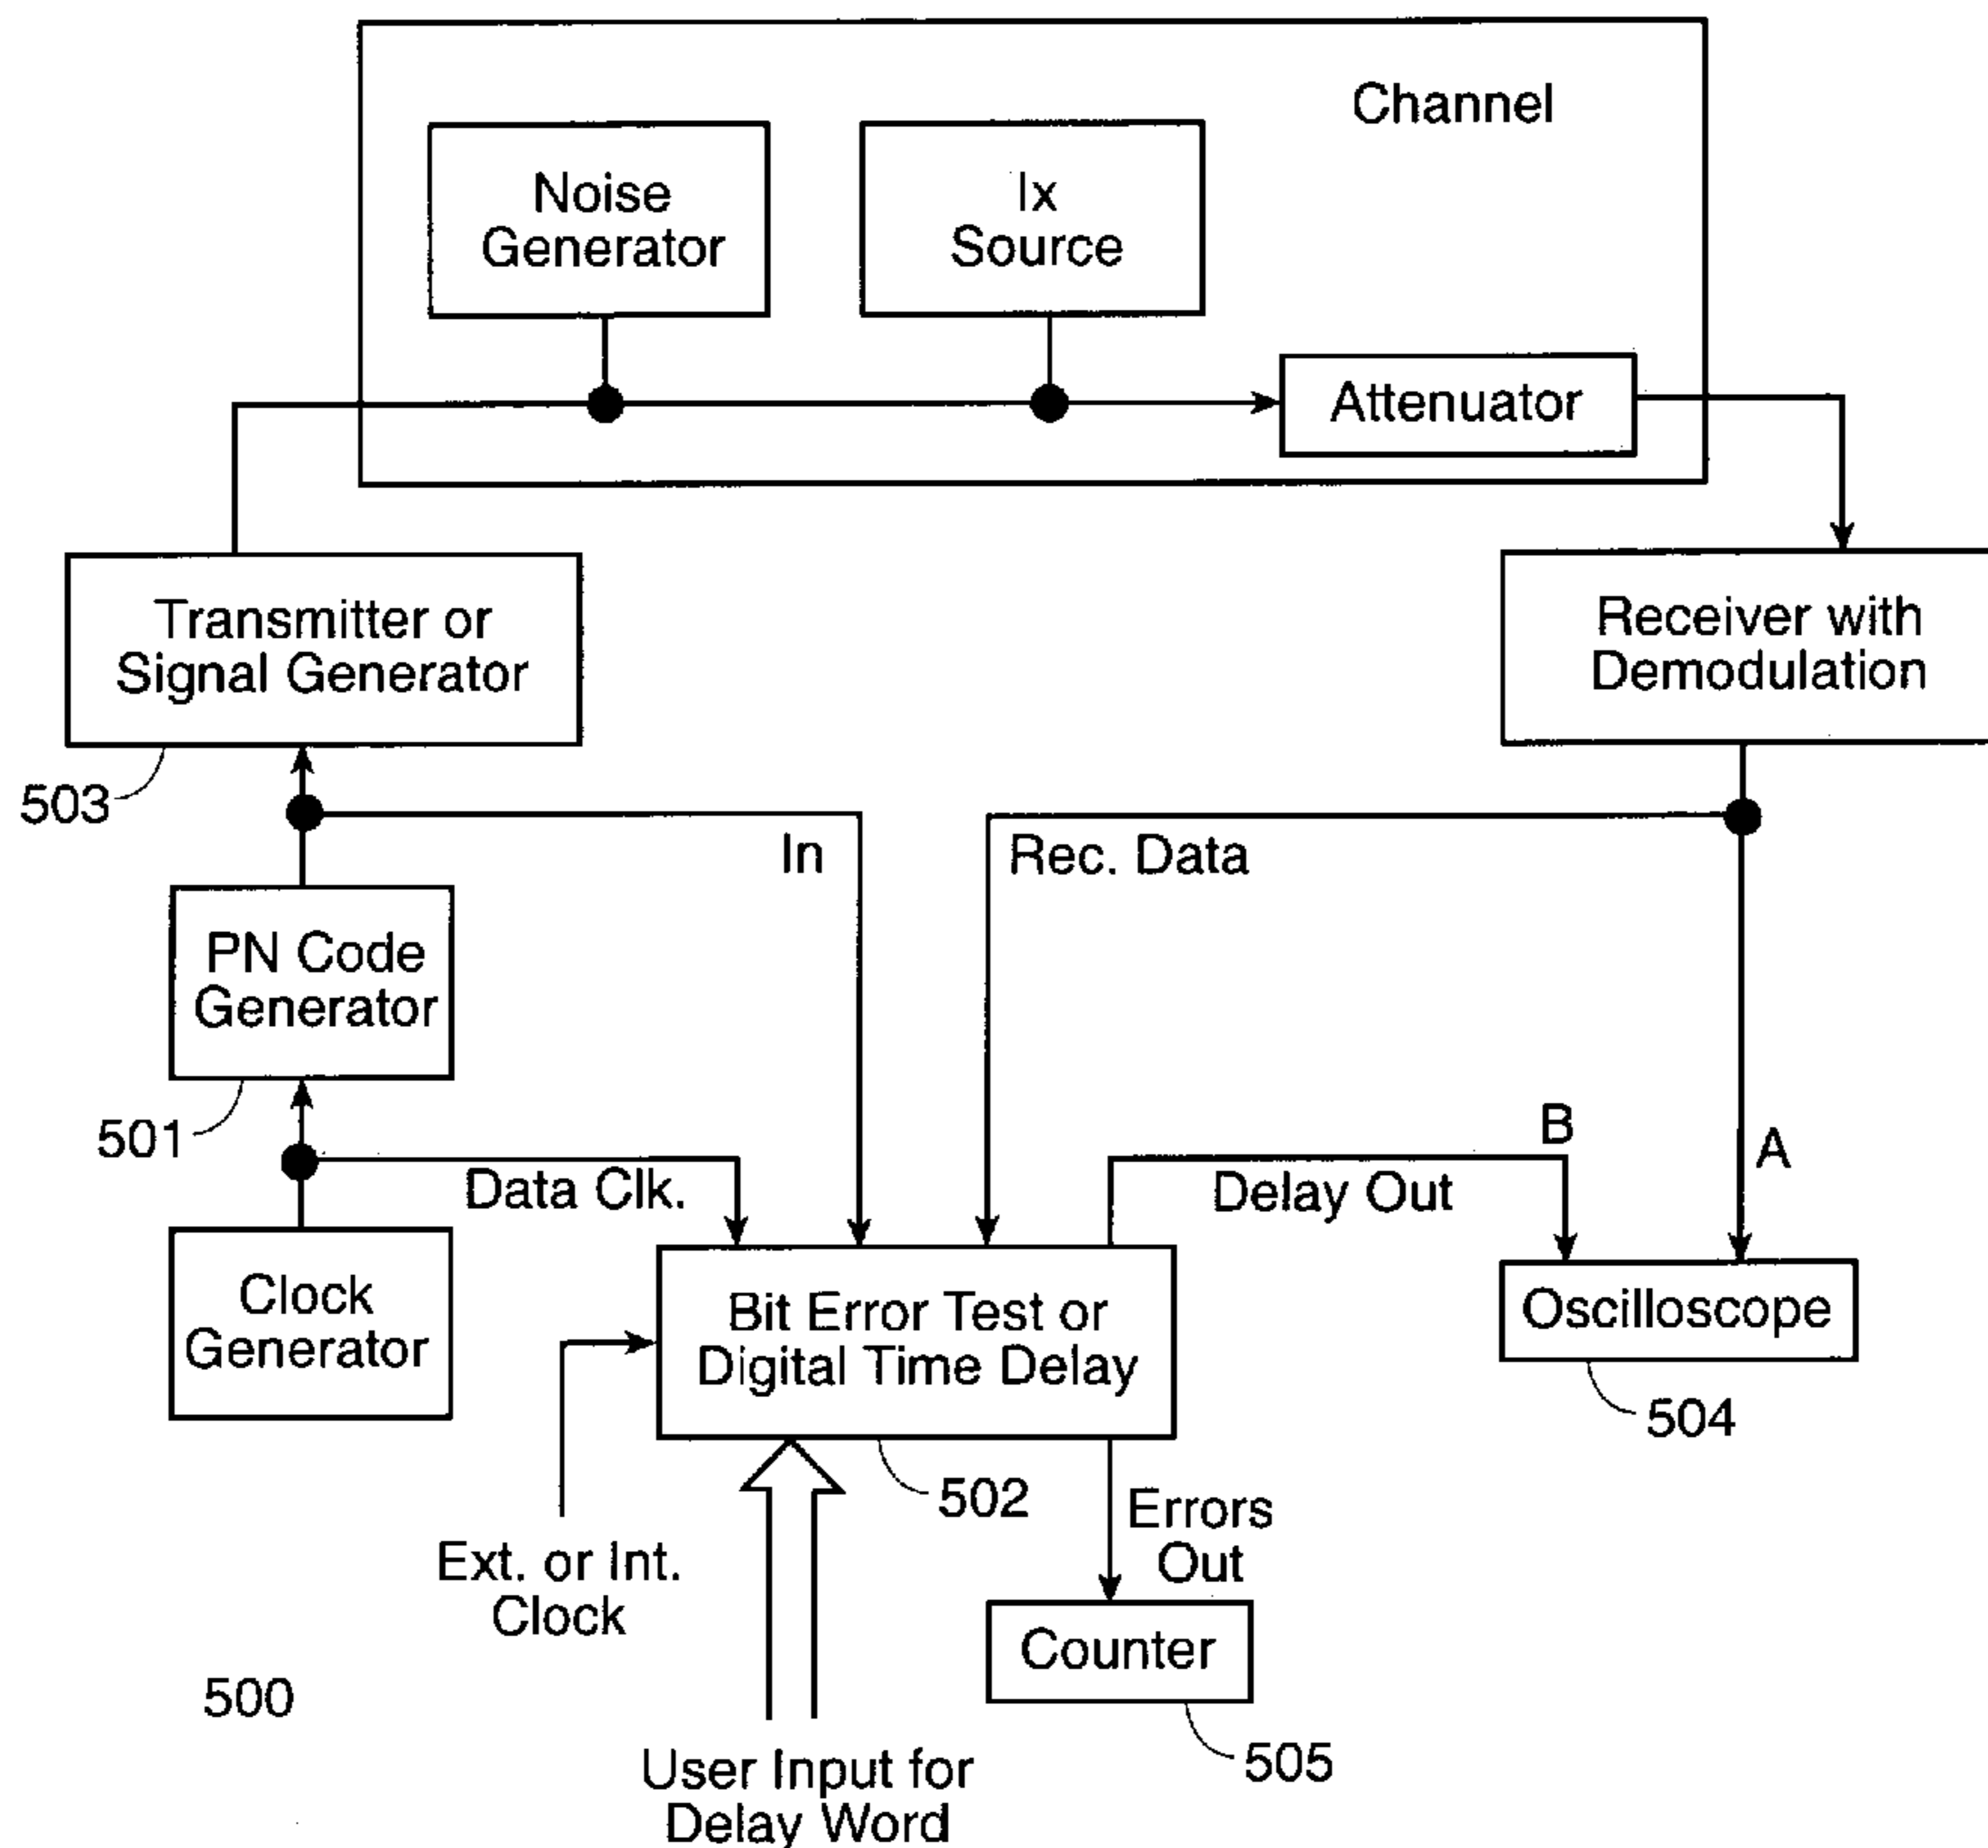 Channel
Noise
Generator
Ix
Source
Attenuator
Transmitter or
Signal Generator
Receiver with
Demodulation
503
In
Rec. Data
PN Code
Generator
501
Data Clk.
B
A
Delay Out
Clock
Generator
Bit Error Test or
Digital Time Delay
Oscilloscope
504
502
Errors
Out
Ext. or Int.
Clock
Counter
500
505
User Input for
Delay Word